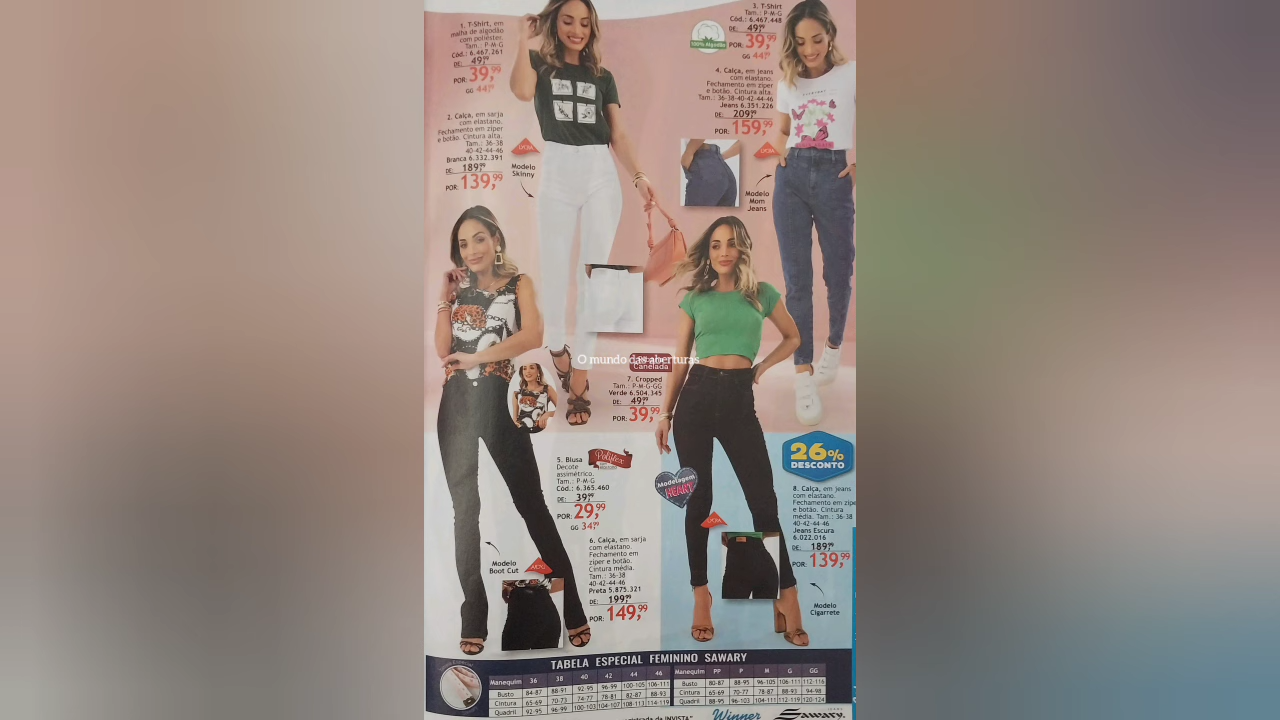 1. T-Shirt, em
malha de algodão
com poliéster.
Tam.: P-M-G
Cód.: 6.467.261
DE: 49,99
POR: 39,99
GG 44,99
2. Calça, em sarja
com elastano.
Fechamento em zíper
e botão. Cintura alta.
Tam.: 36-38
40-42-44-46
Branca 6.332.391
DE: 189,99
POR: 139,99
LYCRA
Modelo
Skinny
3. T-Shirt
Tam.: P-M-G
Cód.: 6.467.448
DE: 49,99
POR: 39,99
GG 44,99
100% Algodão
4. Calça, em jeans
com elastano.
Fechamento em zíper
e botão. Cintura alta.
Tam.: 36-38-40-42-44-46
Jeans 6.351.226
DE: 209,99
POR: 159,99
LYCRA
Modelo
Mom
Jeans
O mundo das aberturas
Canelada
7. Cropped
Tam.: P-M-G-GG
Verde 6.504.345
DE: 49,99
POR: 39,99
5. Blusa
Decote
assimétrico.
Tam.: P-M-G
Cód.: 6.365.460
DE: 39,99
POR: 29,99
GG 34,99
Poliflex
Modelagem
HEART
LYCRA
26%
DESCONTO
6. Calça, em sarja
com elastano.
Fechamento em
zíper e botão.
Cintura média.
Tam.: 36-38
40-42-44-46
Preta 5.875.321
DE: 199,99
POR: 149,99
Modelo
Boot Cut
8. Calça, em jeans
com elastano.
Fechamento em zípe
e botão. Cintura
média. Tam.: 36-38
40-42-44-46
Jeans Escura
6.022.016
DE: 189,99
POR: 139,99
Modelo
Cigarrete
TABELA ESPECIAL FEMININO SAWARY
Manequim 36 38 40 42 44 46
Busto 84-87 88-91 92-95 96-99 100-105 106-111
Cintura 65-69 70-73 74-77 78-81 82-87 88-93
Quadril 92-95 96-99 100-103 104-107 108-113 114-119
Manequim PP P M G GG
Busto 80-87 88-95 96-105 106-111 112-116
Cintura 65-69 70-77 78-87 88-93 94-98
Quadril 88-95 96-103 104-111 112-119 120-124
registrada da INVISTA"
Winner
Sawary